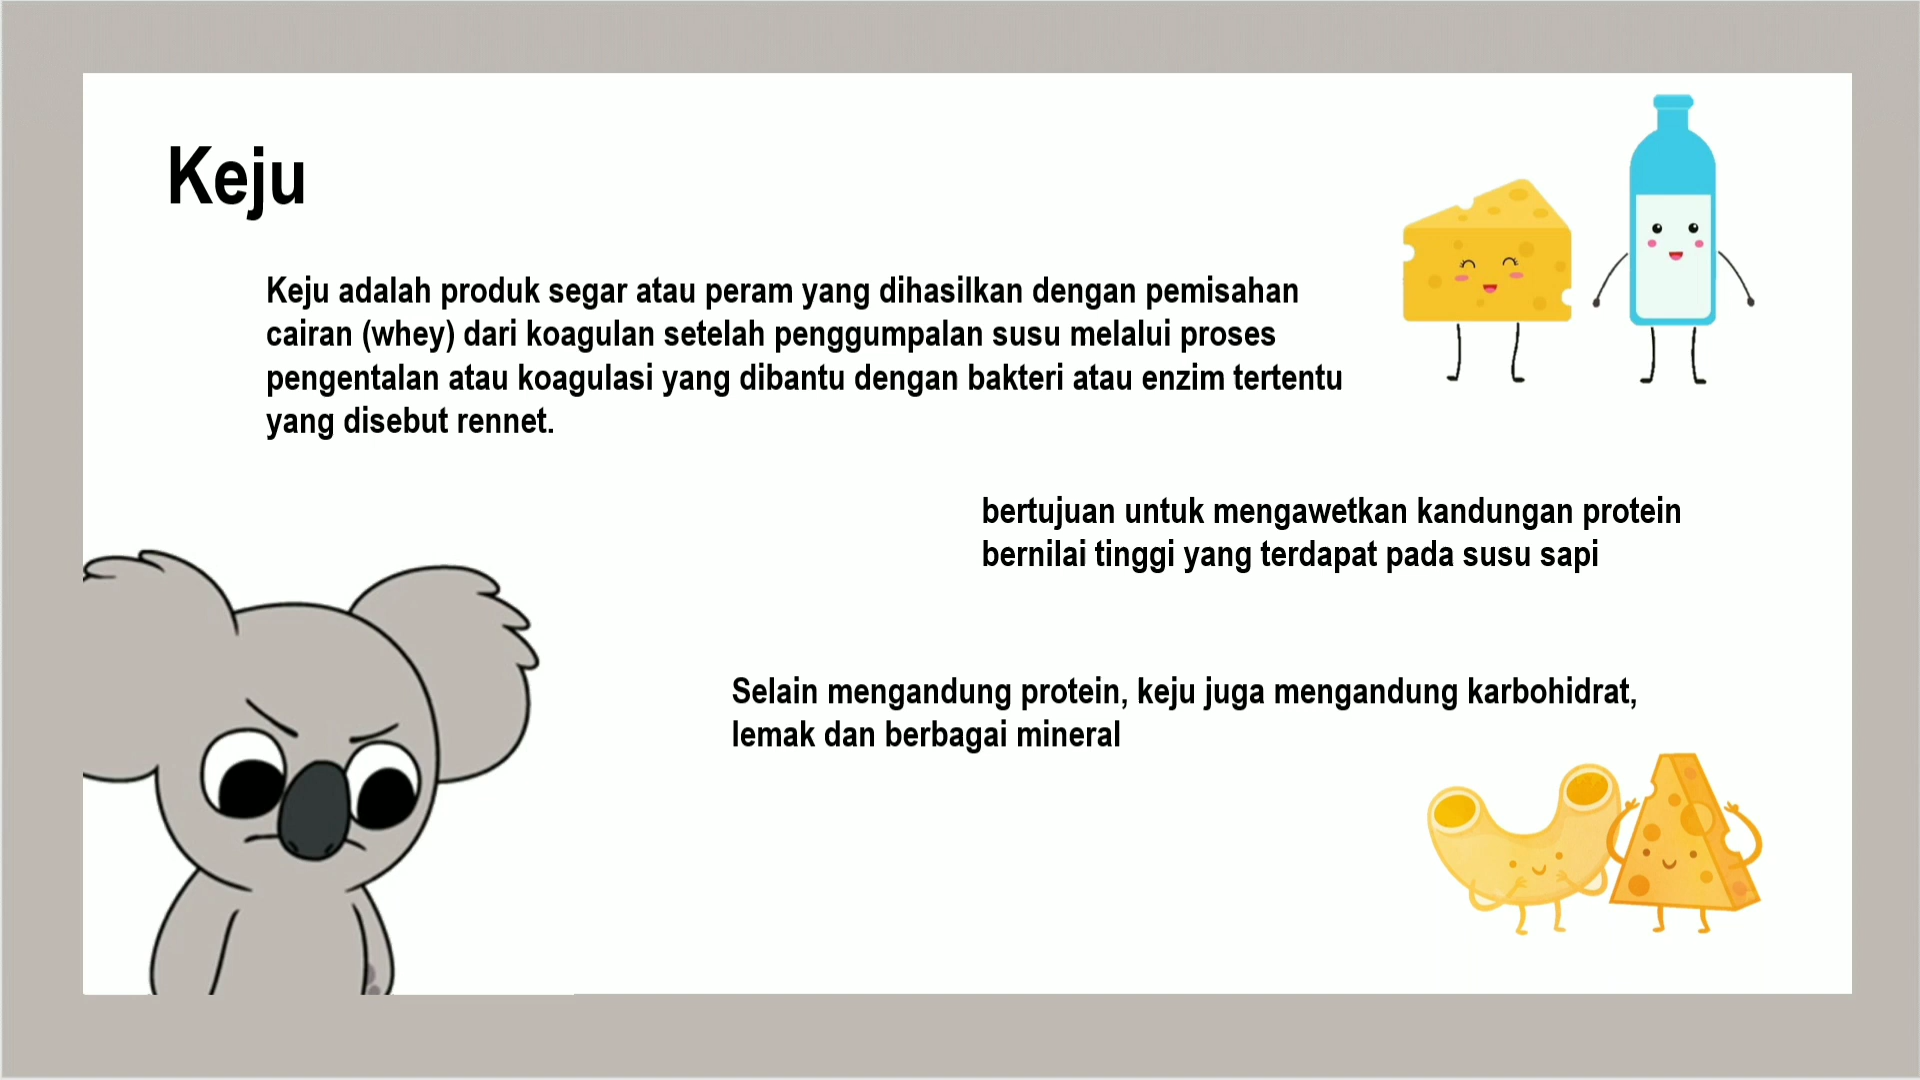 Keju
Keju adalah produk segar atau peram yang dihasilkan dengan pemisahan
cairan (whey) dari koagulan setelah penggumpalan susu melalui proses
pengentalan atau koagulasi yang dibantu dengan bakteri atau enzim tertentu
yang disebut rennet.
bertujuan untuk mengawetkan kandungan protein
bernilai tinggi yang terdapat pada susu sapi
Selain mengandung protein, keju juga mengandung karbohidrat,
lemak dan berbagai mineral